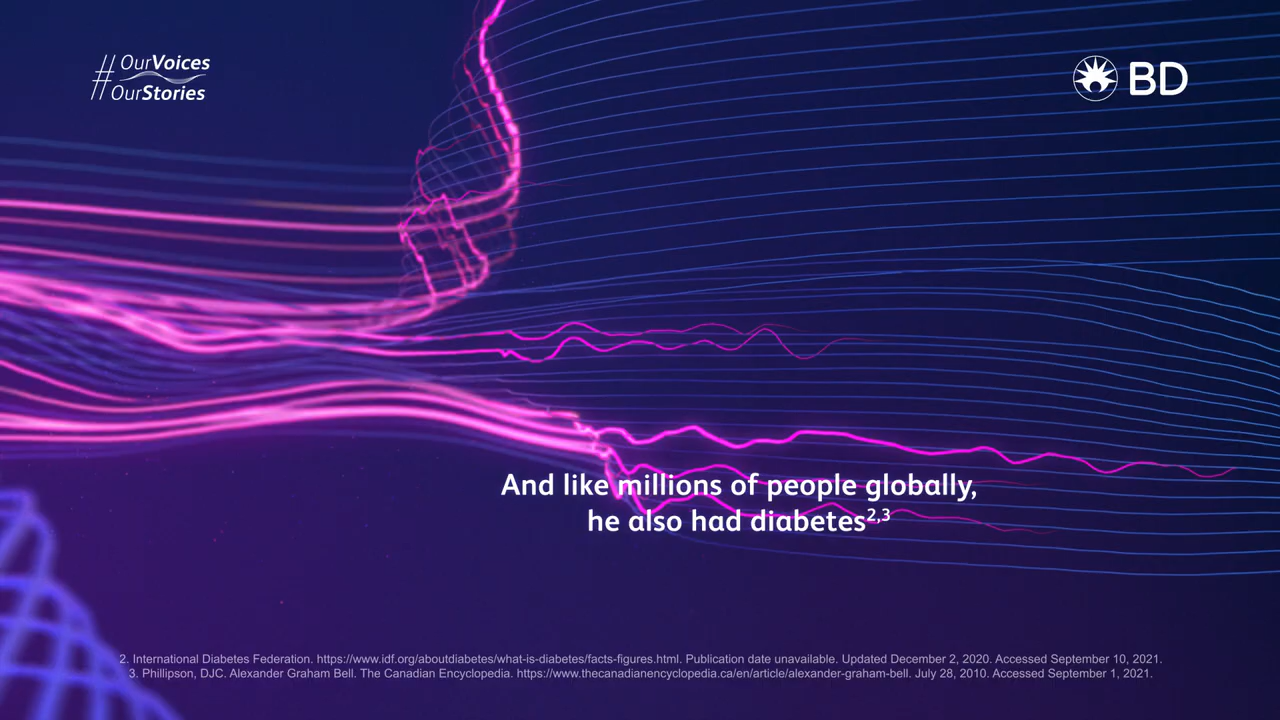 #OurVoices
OurStories
BD
And like millions of people globally,
he also had diabetes2,3
2. International Diabetes Federation. https://www.idf.org/aboutdiabetes/what-is-diabetes/facts-figures.html. Publication date unavailable. Updated December 2, 2020. Accessed September 10, 2021.
3. Phillipson, DJC. Alexander Graham Bell. The Canadian Encyclopedia. https://www.thecanadianencyclopedia.ca/en/article/alexander-graham-bell. July 28, 2010. Accessed September 1, 2021.